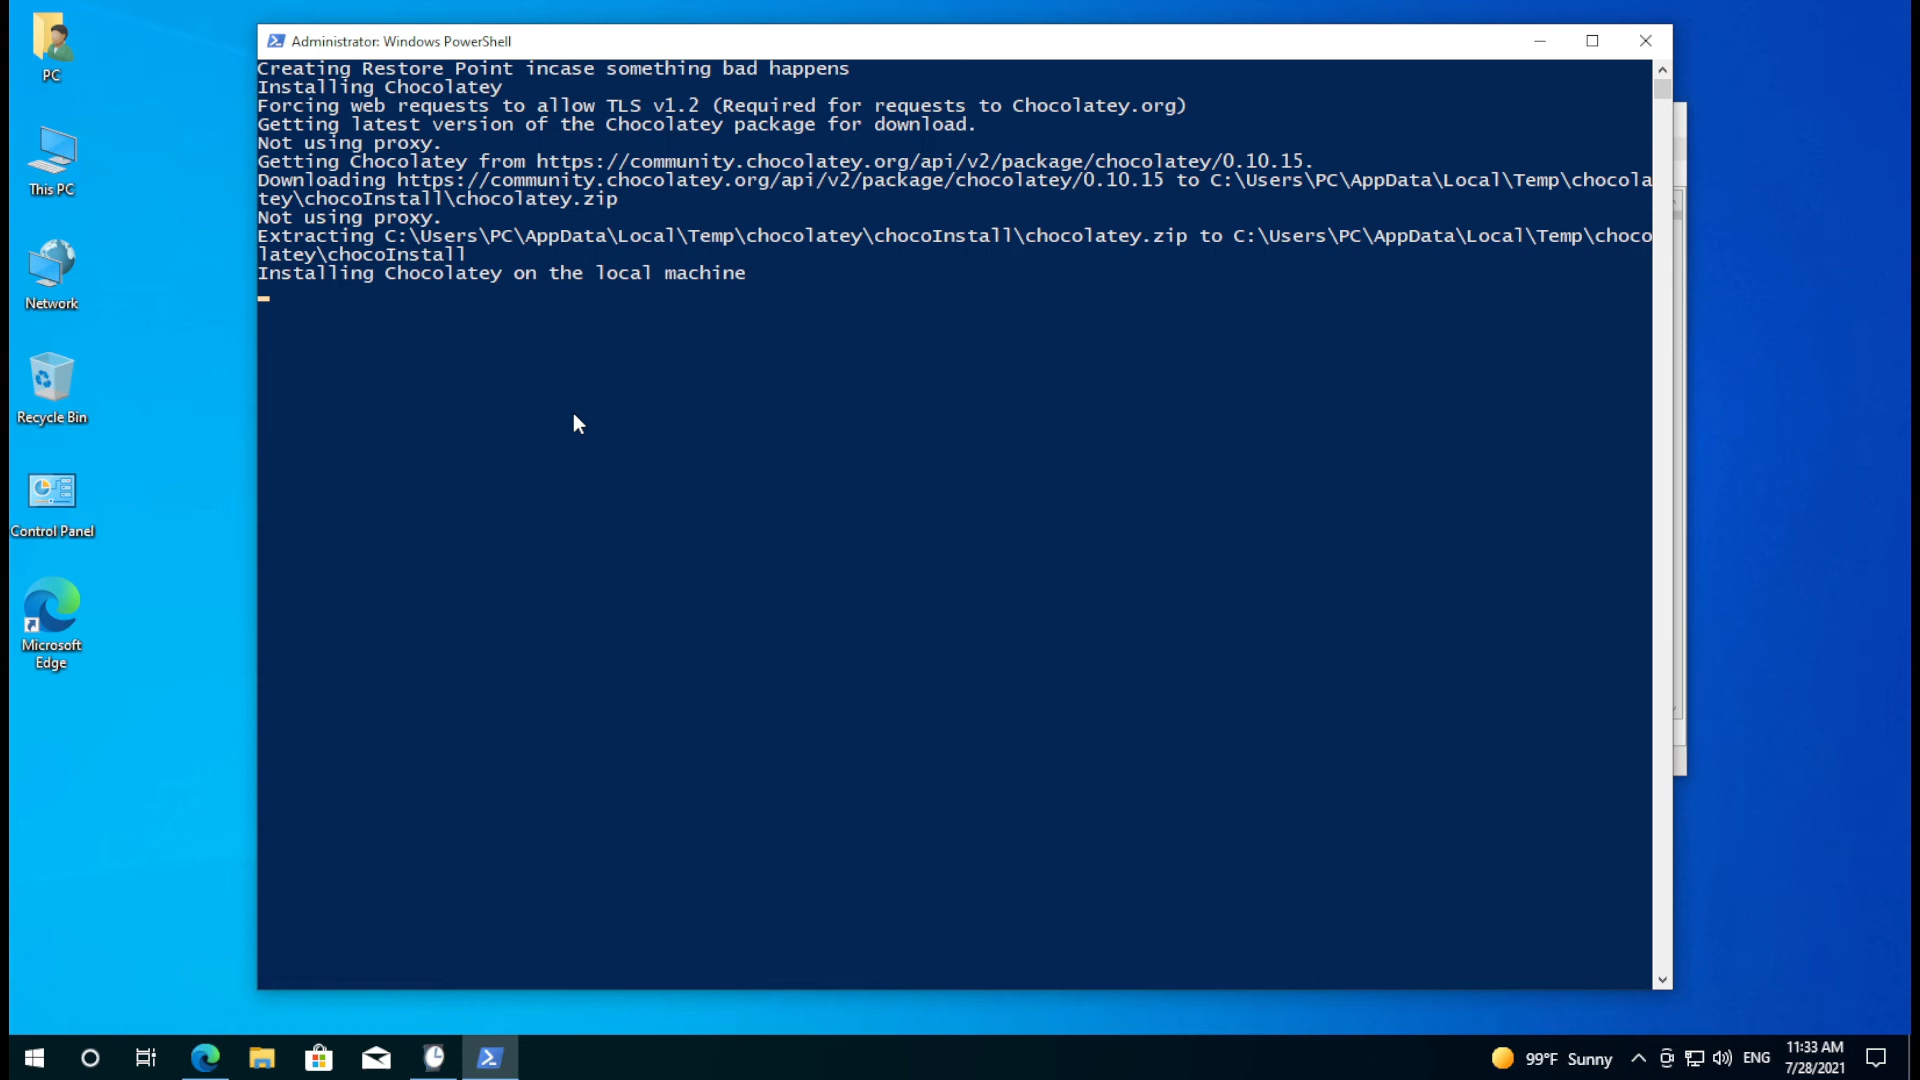 PC
This PC
Network
Recycle Bin
Control Panel
Microsoft
Edge
Administrator: Windows PowerShell
Creating Restore Point incase something bad happens
Installing Chocolatey
Forcing web requests to allow TLS v1.2 (Required for requests to Chocolatey.org)
Getting latest version of the Chocolatey package for download.
Not using proxy.
Getting Chocolatey from https://community.chocolatey.org/api/v2/package/chocolatey/0.10.15.
Downloading https://community.chocolatey.org/api/v2/package/chocolatey/0.10.15 to C:\Users\PC\AppData\Local\Temp\chocola
tey\chocoInstall\chocolatey.zip
Not using proxy.
Extracting C:\Users\PC\AppData\Local\Temp\chocolatey\chocoInstall\chocolatey.zip to C:\Users\PC\AppData\Local\Temp\choco
latey\chocoInstall
Installing Chocolatey on the local machine
99°F Sunny
ENG
11:33 AM
7/28/2021